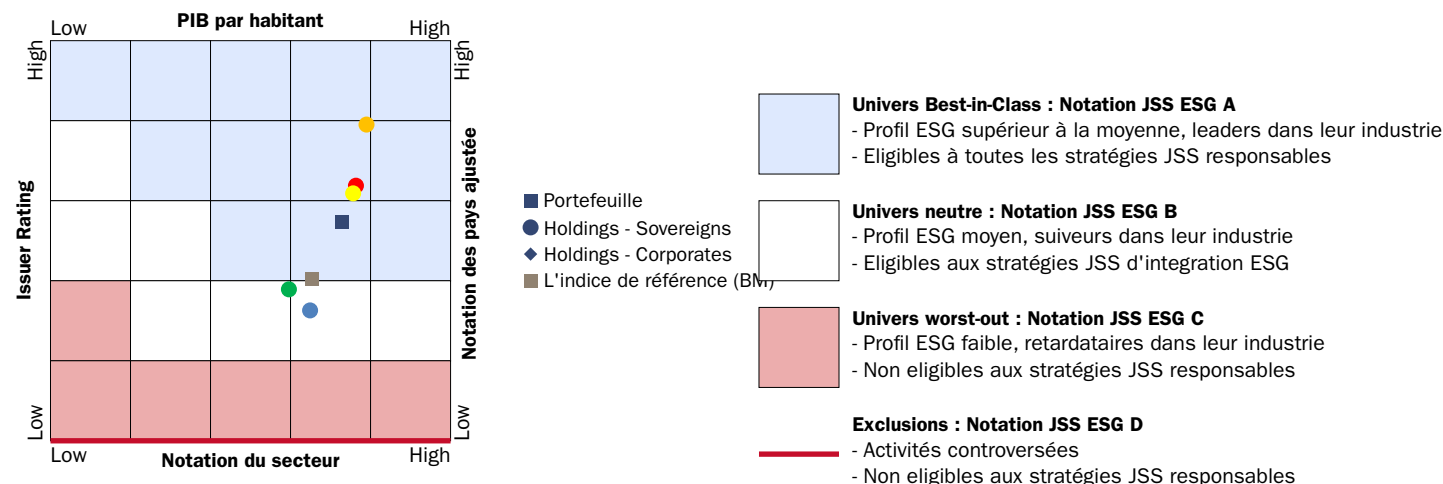 PIB par habitant
Low
High
High
High
Issuer Rating
Notation des pays ajustée
Low
Low
Low
High
Notation du secteur
Portefeuille
Holdings - Sovereigns
Holdings - Corporates
L'indice de référence (BM)
Univers Best-in-Class : Notation JSS ESG A
- Profil ESG supérieur à la moyenne, leaders dans leur industrie
- Eligibles à toutes les stratégies JSS responsables
Univers neutre : Notation JSS ESG B
- Profil ESG moyen, suiveurs dans leur industrie
- Eligibles aux stratégies JSS d'integration ESG
Univers worst-out : Notation JSS ESG C
- Profil ESG faible, retardataires dans leur industrie
- Non eligibles aux stratégies JSS responsables
Exclusions : Notation JSS ESG D
- Activités controversées
- Non eligibles aux stratégies JSS responsables